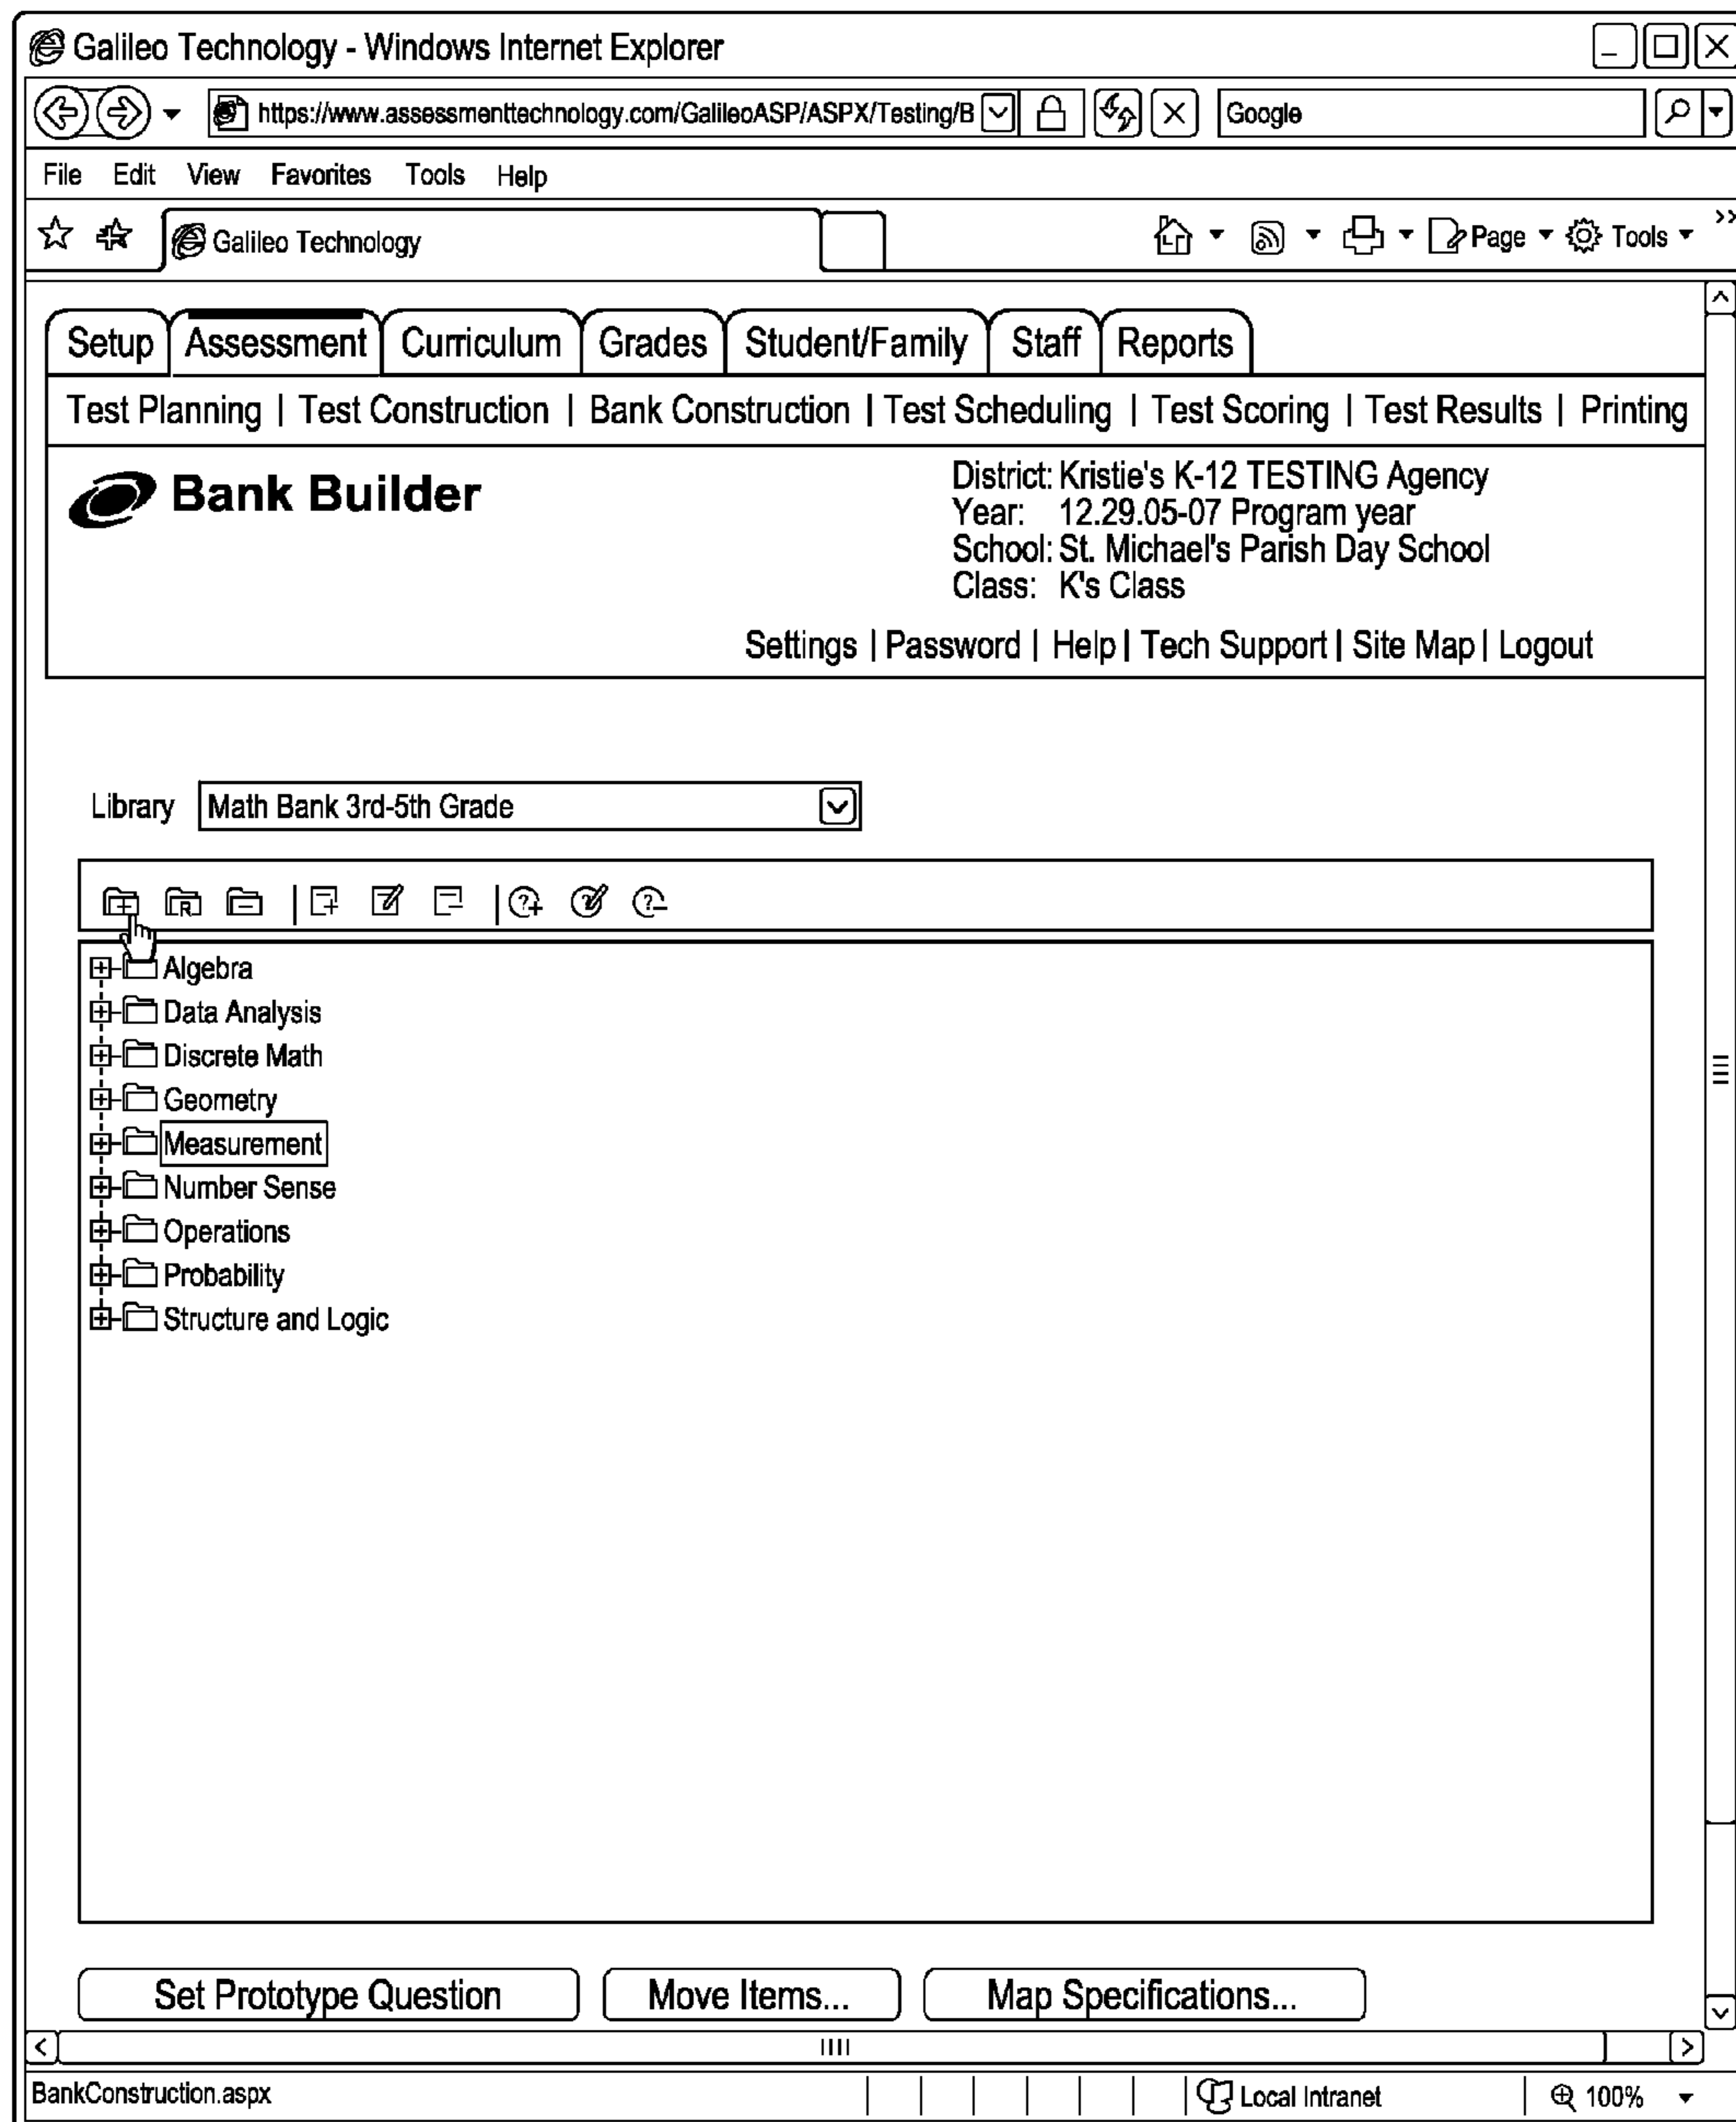 Galileo Technology - Windows Internet Explorer
https://www.assessmenttechnology.com/GalileoASP/ASPX/Testing/B
Google
File Edit View Favorites Tools Help
Galileo Technology
Page Tools »
Setup Assessment Curriculum Grades Student/Family Staff Reports
Test Planning | Test Construction | Bank Construction | Test Scheduling | Test Scoring | Test Results | Printing
Bank Builder
District: Kristie's K-12 TESTING Agency
Year: 12.29.05-07 Program year
School: St. Michael's Parish Day School
Class: K's Class
Settings | Password | Help | Tech Support | Site Map | Logout
Library Math Bank 3rd-5th Grade
R
Algebra
Data Analysis
Discrete Math
Geometry
Measurement
Number Sense
Operations
Probability
Structure and Logic
Set Prototype Question Move Items... Map Specifications...
BankConstruction.aspx Local Intranet 100%